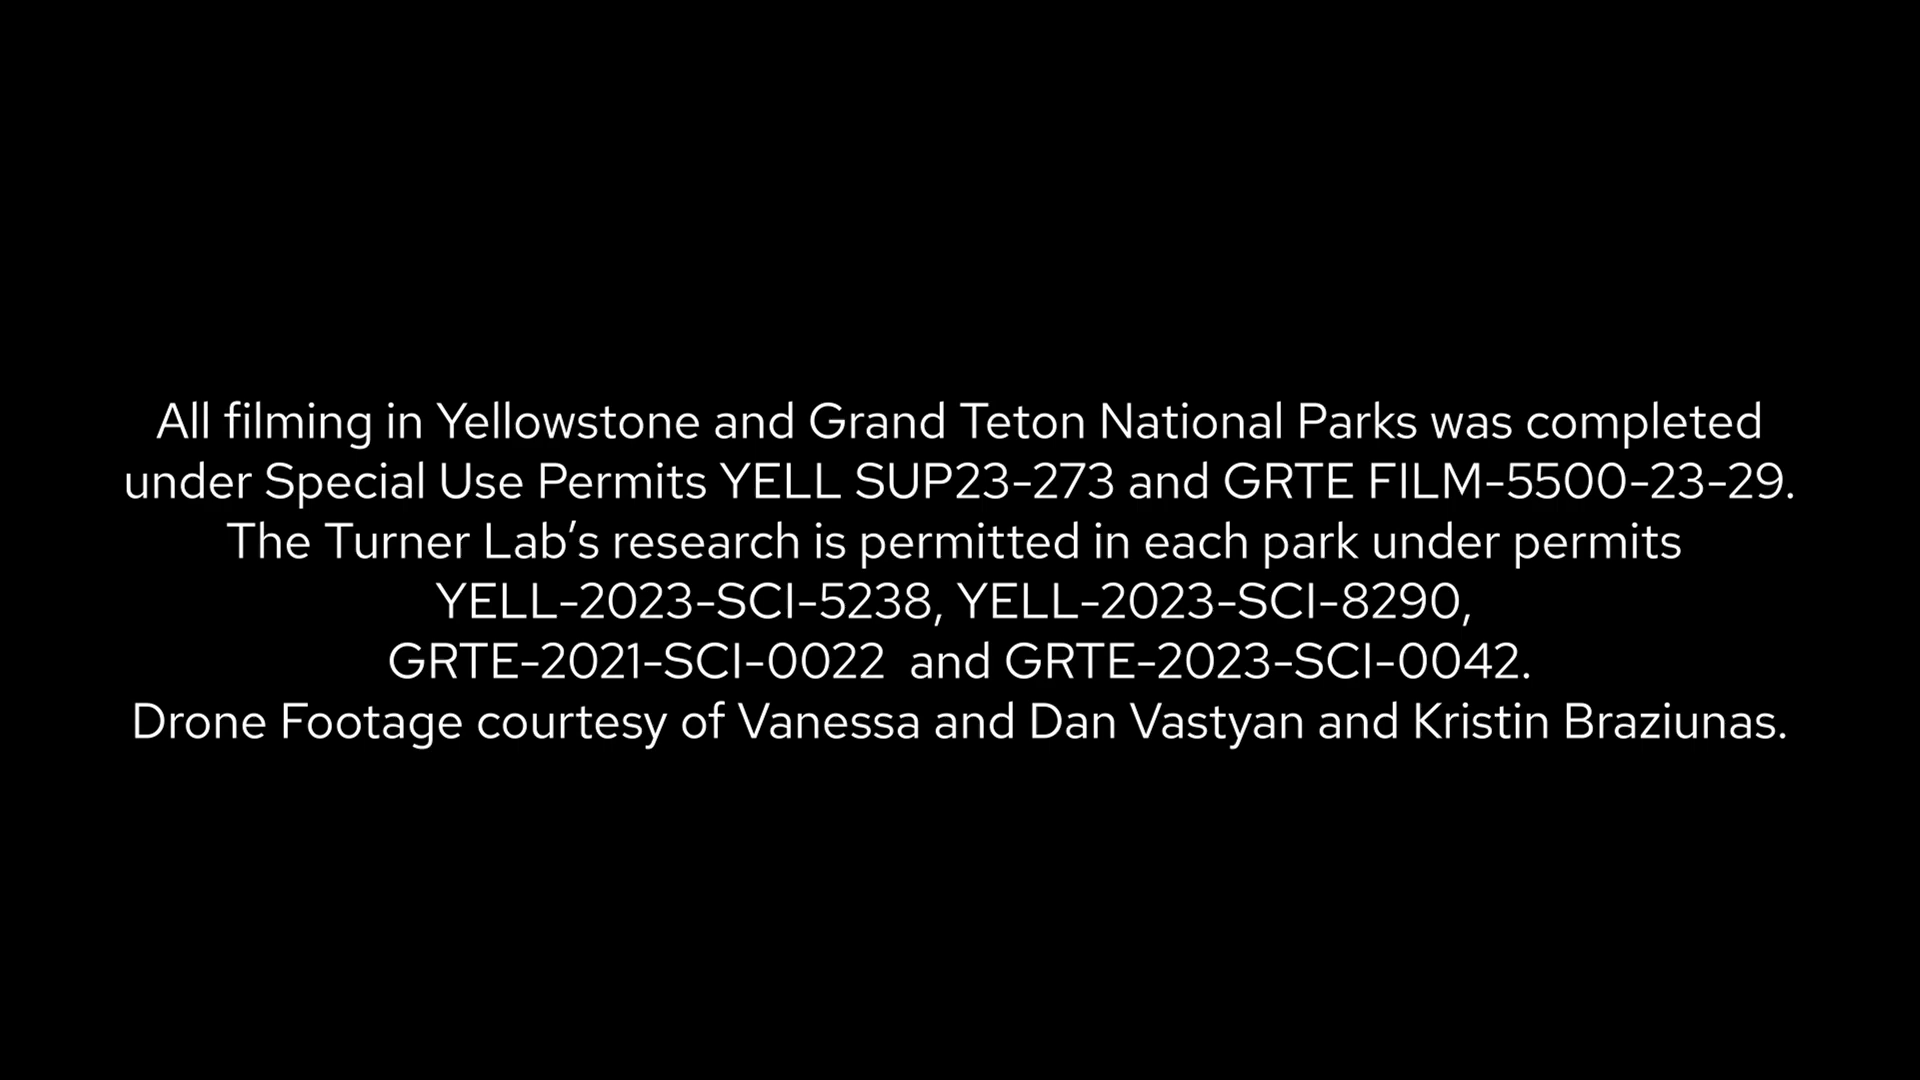 All filming in Yellowstone and Grand Teton National Parks was completed
under Special Use Permits YELL SUP23-273 and GRTE FILM-5500-23-29.
The Turner Lab’s research is permitted in each park under permits
YELL-2023-SCI-5238, YELL-2023-SCI-8290,
GRTE-2021-SCI-0022  and GRTE-2023-SCI-0042.
Drone Footage courtesy of Vanessa and Dan Vastyan and Kristin Braziunas.